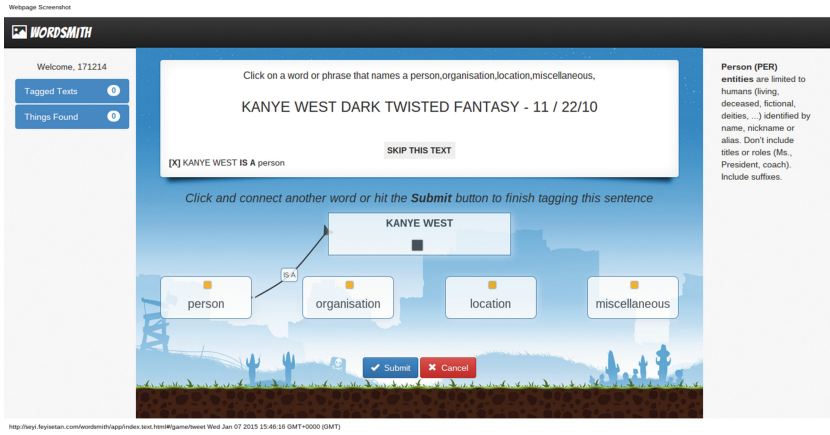 Webpage Screenshot
WORDSMITH
Welcome, 171214
Tagged Texts 0
Things Found 0
Click on a word or phrase that names a person,organisation,location,miscellaneous,
KANYE WEST DARK TWISTED FANTASY - 11 / 22/10
SKIP THIS TEXT
[X] KANYE WEST IS A person
Click and connect another word or hit the Submit button to finish tagging this sentence
KANYE WEST
IS A
person
organisation
location
miscellaneous
Submit
Cancel
Person (PER)
entities are limited to
humans (living,
deceased, fictional,
deities, ...) identified by
name, nickname or
alias. Don't include
titles or roles (Ms.,
President, coach).
Include suffixes.
http://seyi.feyisetan.com/wordsmith/app/index.text.html#/game/tweet Wed Jan 07 2015 15:46:16 GMT+0000 (GMT)